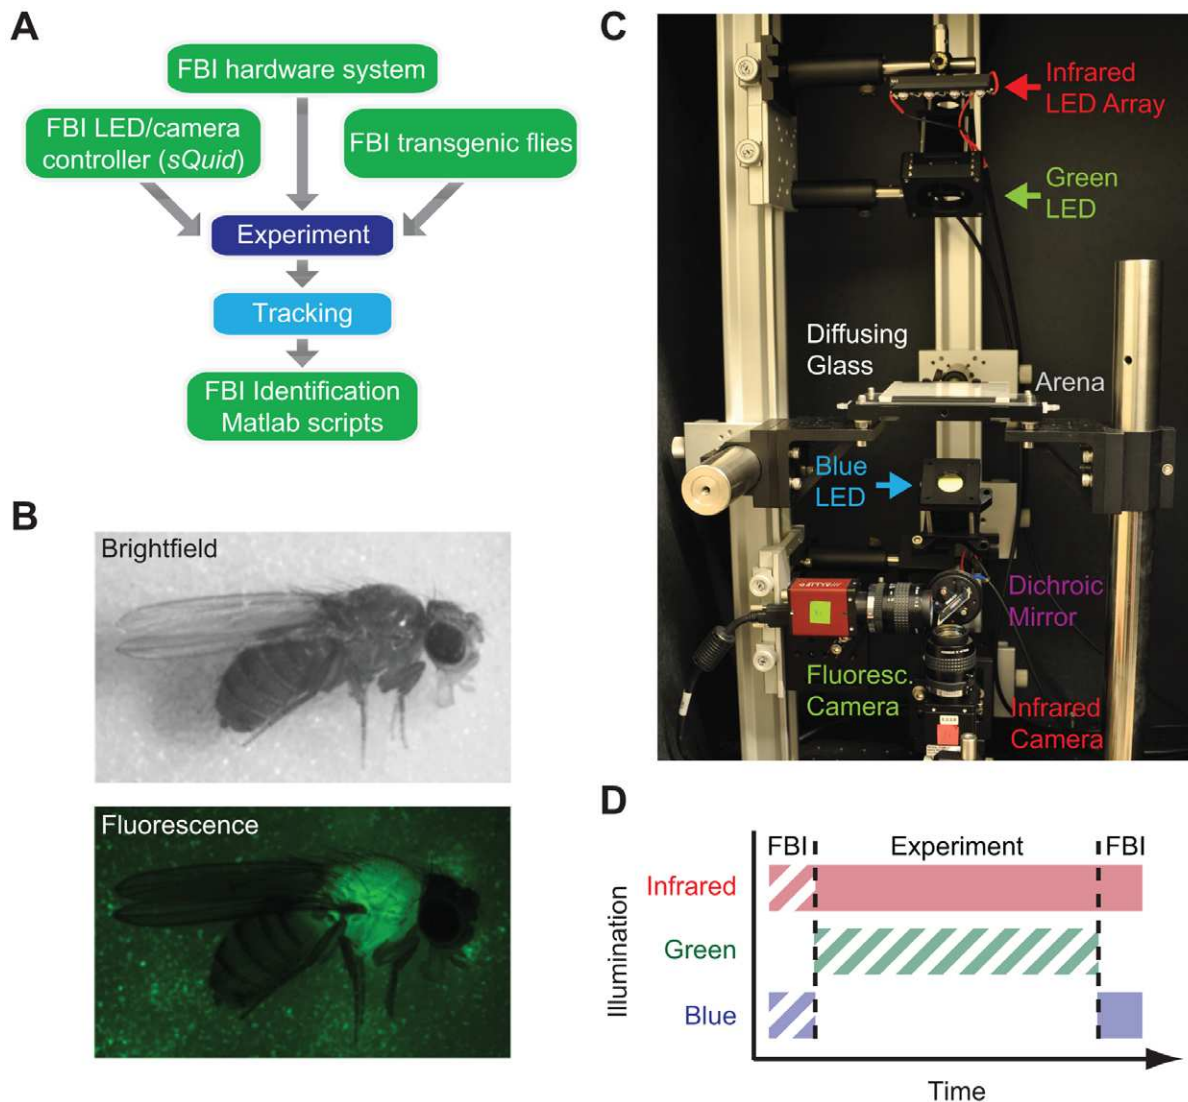 A
FBI hardware system
FBI LED/camera
controller (sQuid)
FBI transgenic flies
Experiment
Tracking
FBI Identification
Matlab scripts
B
Brightfield
Fluorescence
C
Infrared
LED Array
Green
LED
Diffusing
Glass
Arena
Blue
LED
Dichroic
Mirror
Fluoresc.
Camera
Infrared
Camera
D
FBI
Experiment
FBI
Infrared
Green
Blue
Illumination
Time